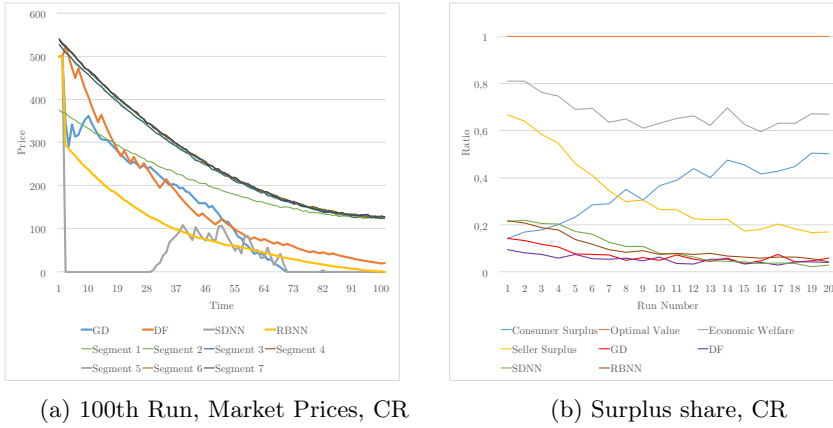 600
500
400
300
200
100
0
Price
1 10 19 28 37 46 55 64 73 82 91 100
Time
GD DF SDNN RBNN
Segment 1 Segment 2 Segment 3 Segment 4
Segment 5 Segment 6 Segment 7
(a) 100th Run, Market Prices, CR
1
0,8
0,6
0,4
0,2
0
Ratio
1 2 3 4 5 6 7 8 9 10 11 12 13 14 15 16 17 18 19 20
Run Number
Consumer Surplus Optimal Value Economic Welfare
Seller Surplus GD DF
SDNN RBNN
(b) Surplus share, CR